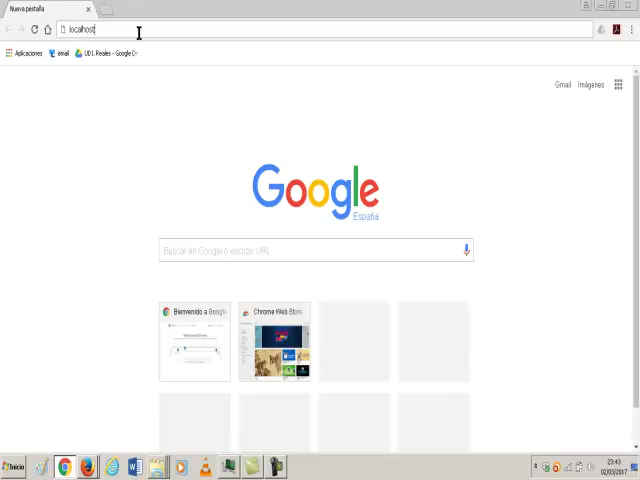 Nueva pestaña
localhost
Aplicaciones email UD1.Reales - Google Dr
Gmail Imágenes
Google
España
Buscar en Google o escribir URL
Bienvenido a Google Chrome Web Store
Inicio
23:43
02/03/2017